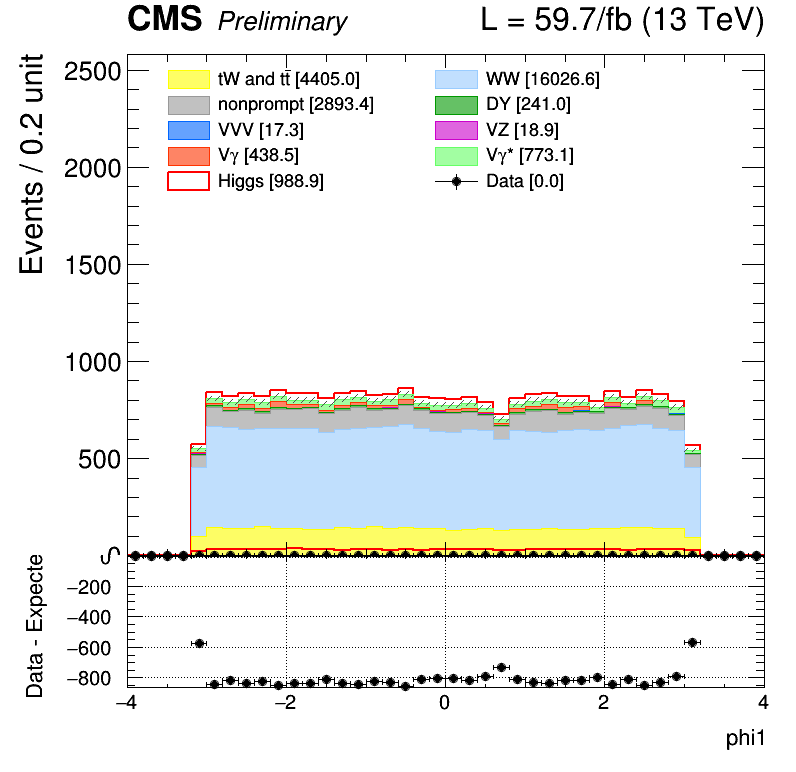 CMS Preliminary L = 59.7/fb (13 TeV)
Events / 0.2 unit
2500
2000
1500
1000
500
0
tW and tt̄ [4405.0]
WW [16026.6]
nonprompt [2893.4]
DY [241.0]
VVV [17.3]
VZ [18.9]
Vγ [438.5]
Vγ* [773.1]
Higgs [988.9]
Data [0.0]
Data - Expecte
−200
−400
−600
−800
−4 −2 0 2 4
phi1